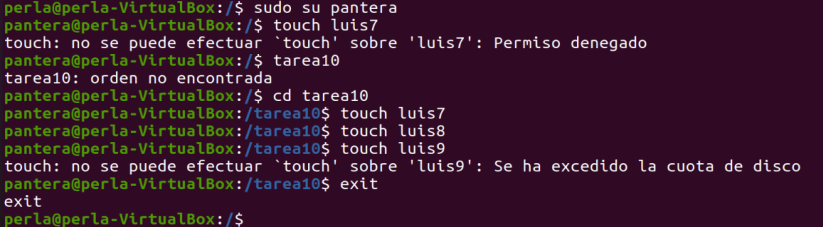 perla@perla-VirtualBox:/$ sudo su pantera
pantera@perla-VirtualBox:/$ touch luis7
touch: no se puede efectuar `touch' sobre 'luis7': Permiso denegado
pantera@perla-VirtualBox:/$ tarea10
tarea10: orden no encontrada
pantera@perla-VirtualBox:/$ cd tarea10
pantera@perla-VirtualBox:/tarea10$ touch luis7
pantera@perla-VirtualBox:/tarea10$ touch luis8
pantera@perla-VirtualBox:/tarea10$ touch luis9
touch: no se puede efectuar `touch' sobre 'luis9': Se ha excedido la cuota de disco
pantera@perla-VirtualBox:/tarea10$ exit
exit
perla@perla-VirtualBox:/$